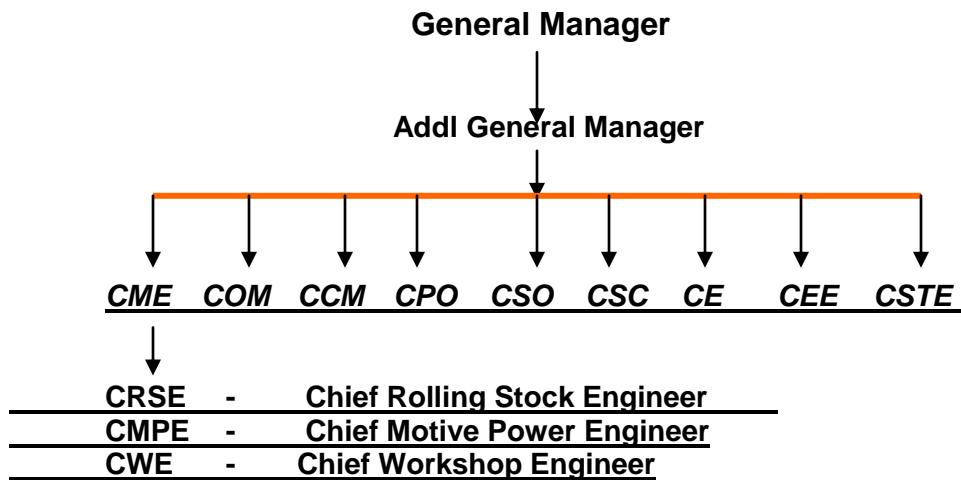 General Manager
Addl General Manager
CME COM CCM CPO CSO CSC CE CEE CSTE
CRSE - Chief Rolling Stock Engineer
CMPE - Chief Motive Power Engineer
CWE - Chief Workshop Engineer